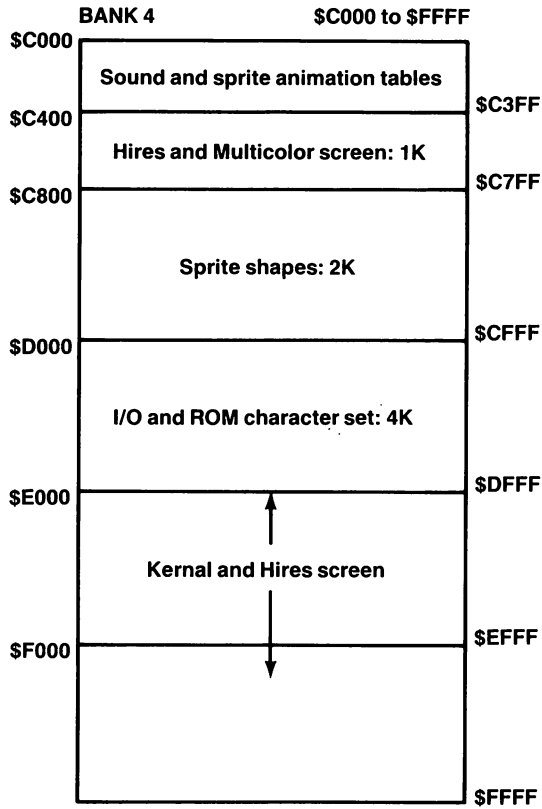 BANK 4 $C000 to $FFFF
$C000
Sound and sprite animation tables
$C3FF
$C400
Hires and Multicolor screen: 1K
$C7FF
$C800
Sprite shapes: 2K
$CFFF
$D000
I/O and ROM character set: 4K
$DFFF
$E000
Kernal and Hires screen
$EFFF
$F000
$FFFF